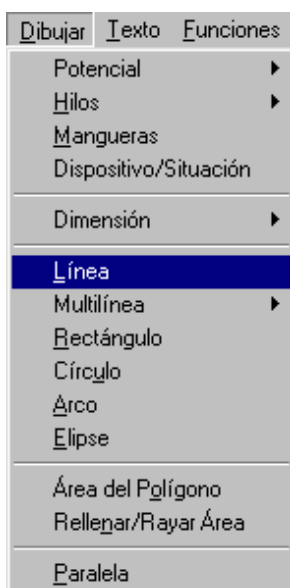 Dibujar Texto Funciones
Potencial
Hilos
Mangueras
Dispositivo/Situación
Dimensión
Línea
Multilínea
Rectángulo
Círculo
Arco
Elipse
Área del Polígono
Rellenar/Rayar Área
Paralela